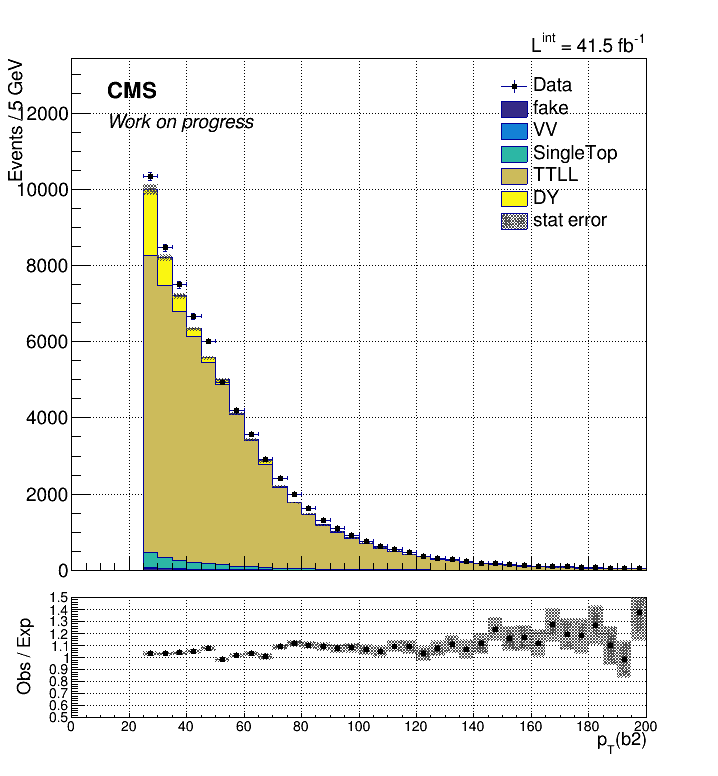 L^int = 41.5 fb^-1
Events / 5 GeV
CMS
Work on progress
Data
fake
VV
SingleTop
TTLL
DY
stat error
12000
10000
8000
6000
4000
2000
0
Obs / Exp
1.5
1.4
1.3
1.2
1.1
1
0.9
0.8
0.7
0.6
0.5
0 20 40 60 80 100 120 140 160 180 200
p_T(b2)